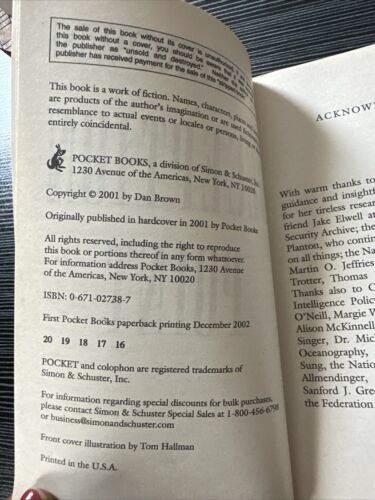 The sale of this book without its cover is unauthorized.
this book without a cover, you should be aware that
the publisher as "unsold and destroyed." Neither the
publisher has received payment for the sale of this "stripped
This book is a work of fiction. Names, characters, places and
are products of the author's imagination or are used
resemblance to actual events or locales or persons, living or
entirely coincidental.
POCKET BOOKS, a division of Simon & Schuster, Inc.
1230 Avenue of the Americas, New York, NY 10020
Copyright © 2001 by Dan Brown
Originally published in hardcover in 2001 by Pocket Books
All rights reserved, including the right to reproduce
this book or portions thereof in any form whatsoever.
For information address Pocket Books, 1230 Avenue
of the Americas, New York, NY 10020
ISBN: 0-671-02738-7
First Pocket Books paperback printing December 2002
20 19 18 17 16
POCKET and colophon are registered trademarks of
Simon & Schuster, Inc.
For information regarding special discounts for bulk purchases,
please contact Simon & Schuster Special Sales at 1-800-456-6798
or business@simonandschuster.com
Front cover illustration by Tom Hallman
Printed in the U.S.A.
ACKNOW
With warm thanks to
guidance and insight
for her tireless resear
friend Jake Elwell at
Security Archive; the
Planton, who contin
on all things; the Na
Martin O. Jeffries
Trotter, Thomas
Thanks also to C
Intelligence Polic
O'Neill, Margie W
Alison McKinnell
Singer, Dr. Mich
Oceanography,
Sung, the Nation
Allmendinger,
Sanford J. Gre
the Federation